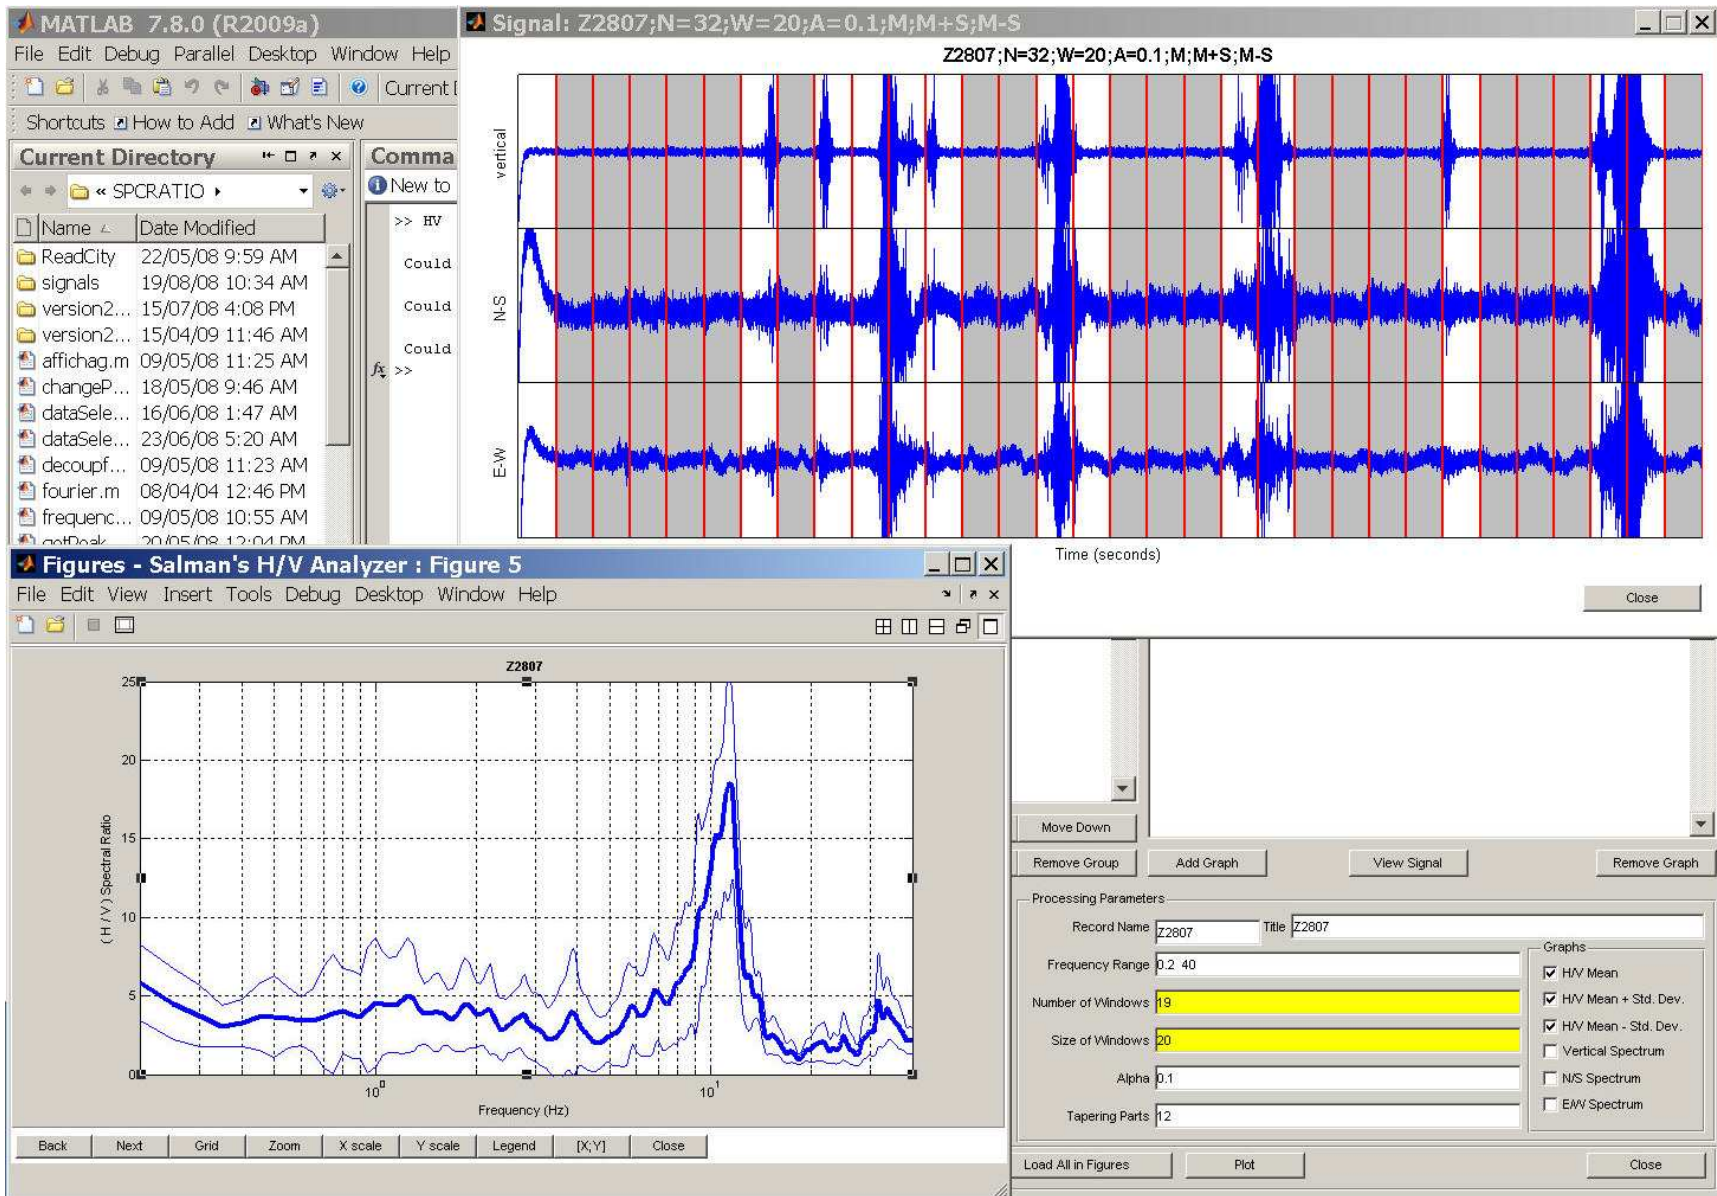 MATLAB 7.8.0 (R2009a)
File Edit Debug Parallel Desktop Window Help
Current D
Shortcuts How to Add What's New
Current Directory
« SPCRATIO
Name Date Modified
ReadCity 22/05/08 9:59 AM
signals 19/08/08 10:34 AM
version2... 15/07/08 4:08 PM
version2... 15/04/09 11:46 AM
affichag.m 09/05/08 11:25 AM
changeP... 18/05/08 9:46 AM
dataSele... 16/06/08 1:47 AM
dataSele... 23/06/08 5:20 AM
decoupf... 09/05/08 11:23 AM
fourier.m 08/04/04 12:46 PM
frequenc... 09/05/08 10:55 AM
getPeak 20/05/08 12:04 PM
Comma
New to
>> HV
Could
Could
Could
fx >>
Signal: Z2807;N=32;W=20;A=0.1;M;M+S;M-S
Z2807;N=32;W=20;A=0.1;M;M+S;M-S
vertical
N-S
E-W
Time (seconds)
Close
Figures - Salman's H/V Analyzer : Figure 5
File Edit View Insert Tools Debug Desktop Window Help
Z2807
25
20
15
10
5
0
( H / V ) Spectral Ratio
10^0 10^1
Frequency (Hz)
Back Next Grid Zoom X scale Y scale Legend [X;Y] Close
Move Down
Remove Group Add Graph View Signal Remove Graph
Processing Parameters
Record Name Z2807 Title Z2807
Frequency Range 0.2 40
Number of Windows 19
Size of Windows 20
Alpha 0.1
Tapering Parts 12
Graphs
H/V Mean
H/V Mean + Std. Dev.
H/V Mean - Std. Dev.
Vertical Spectrum
N/S Spectrum
E/W Spectrum
Load All in Figures Plot Close